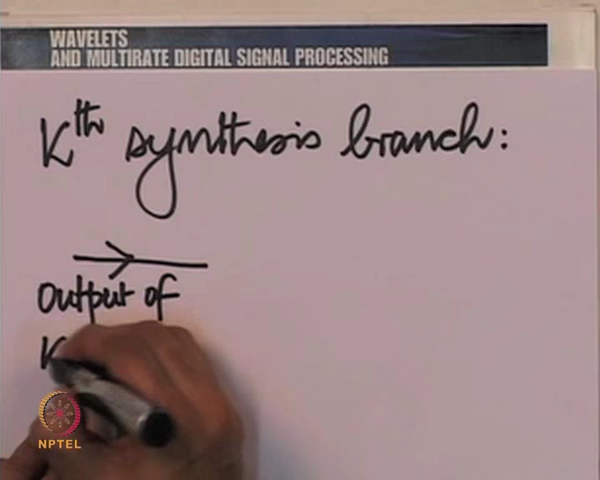 WAVELETS
AND MULTIRATE DIGITAL SIGNAL PROCESSING
Kth synthesis branch:
output of
K
NPTEL